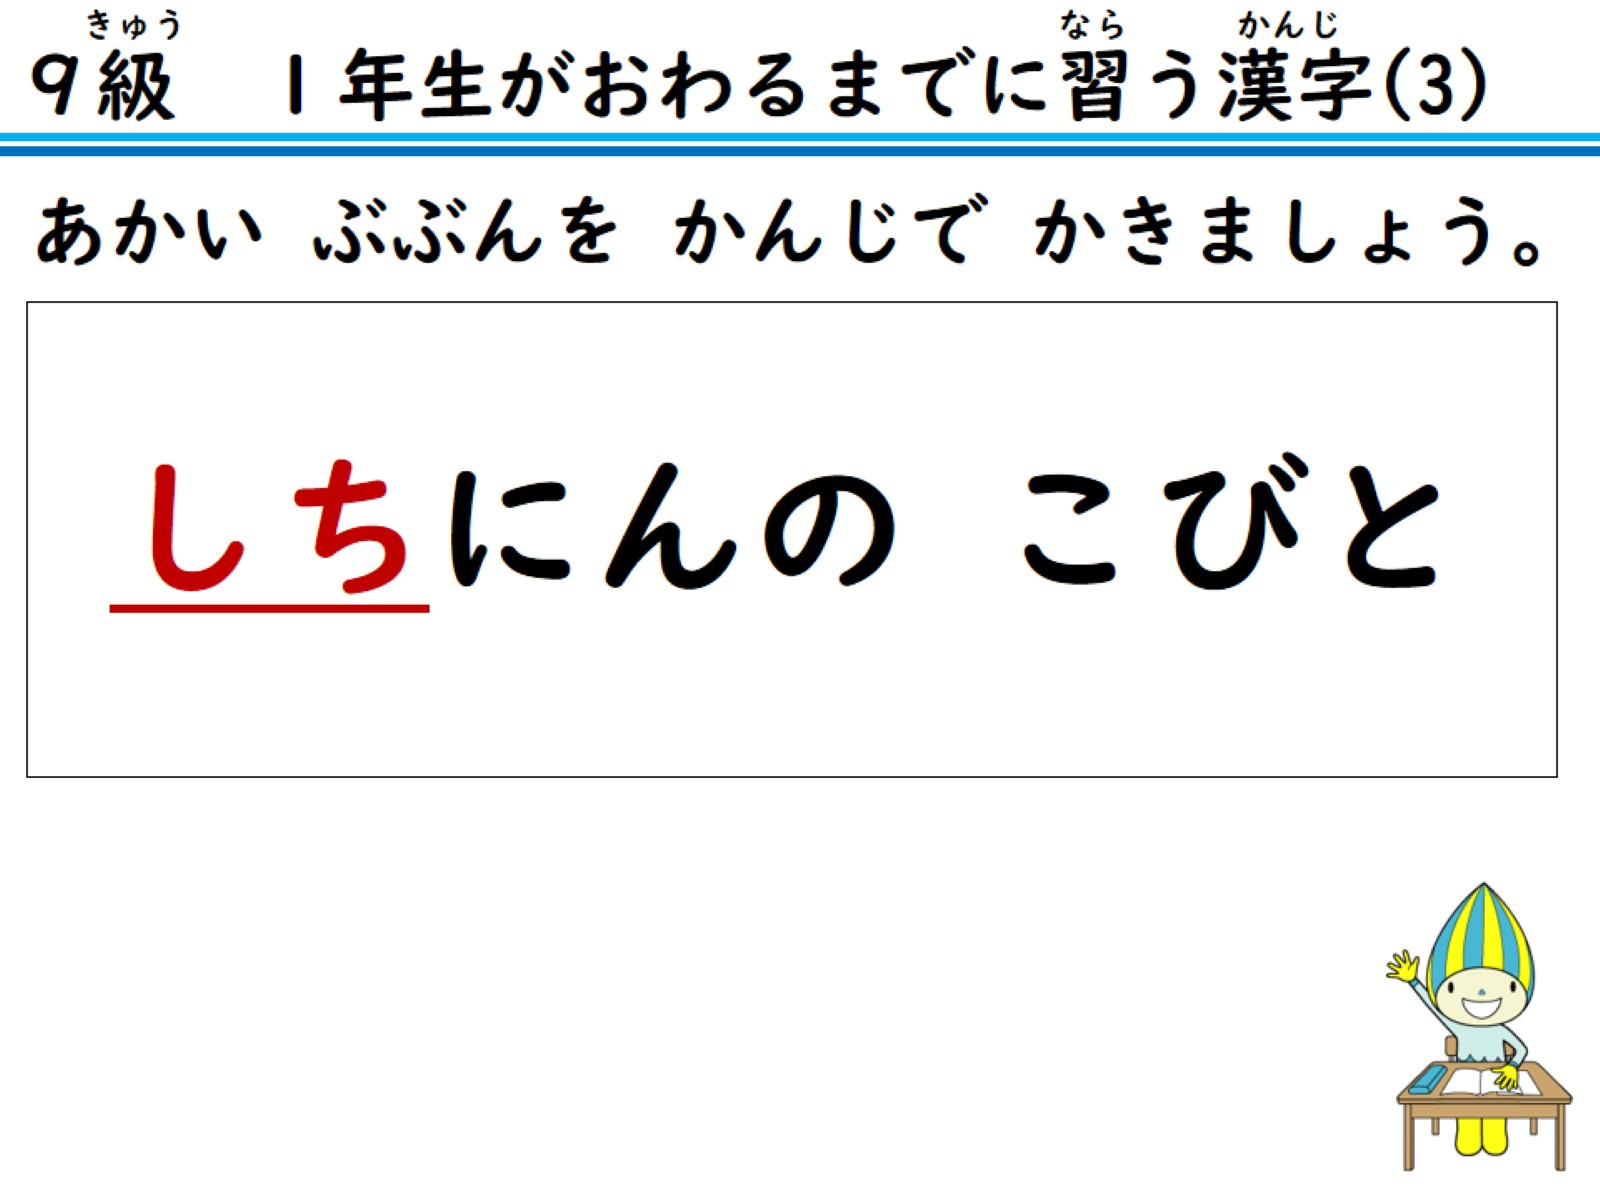 きゅう なら かんじ
９級　１年生がおわるまでに習う漢字(3)
あかい ぶぶんを かんじで かきましょう。
しちにんの こびと